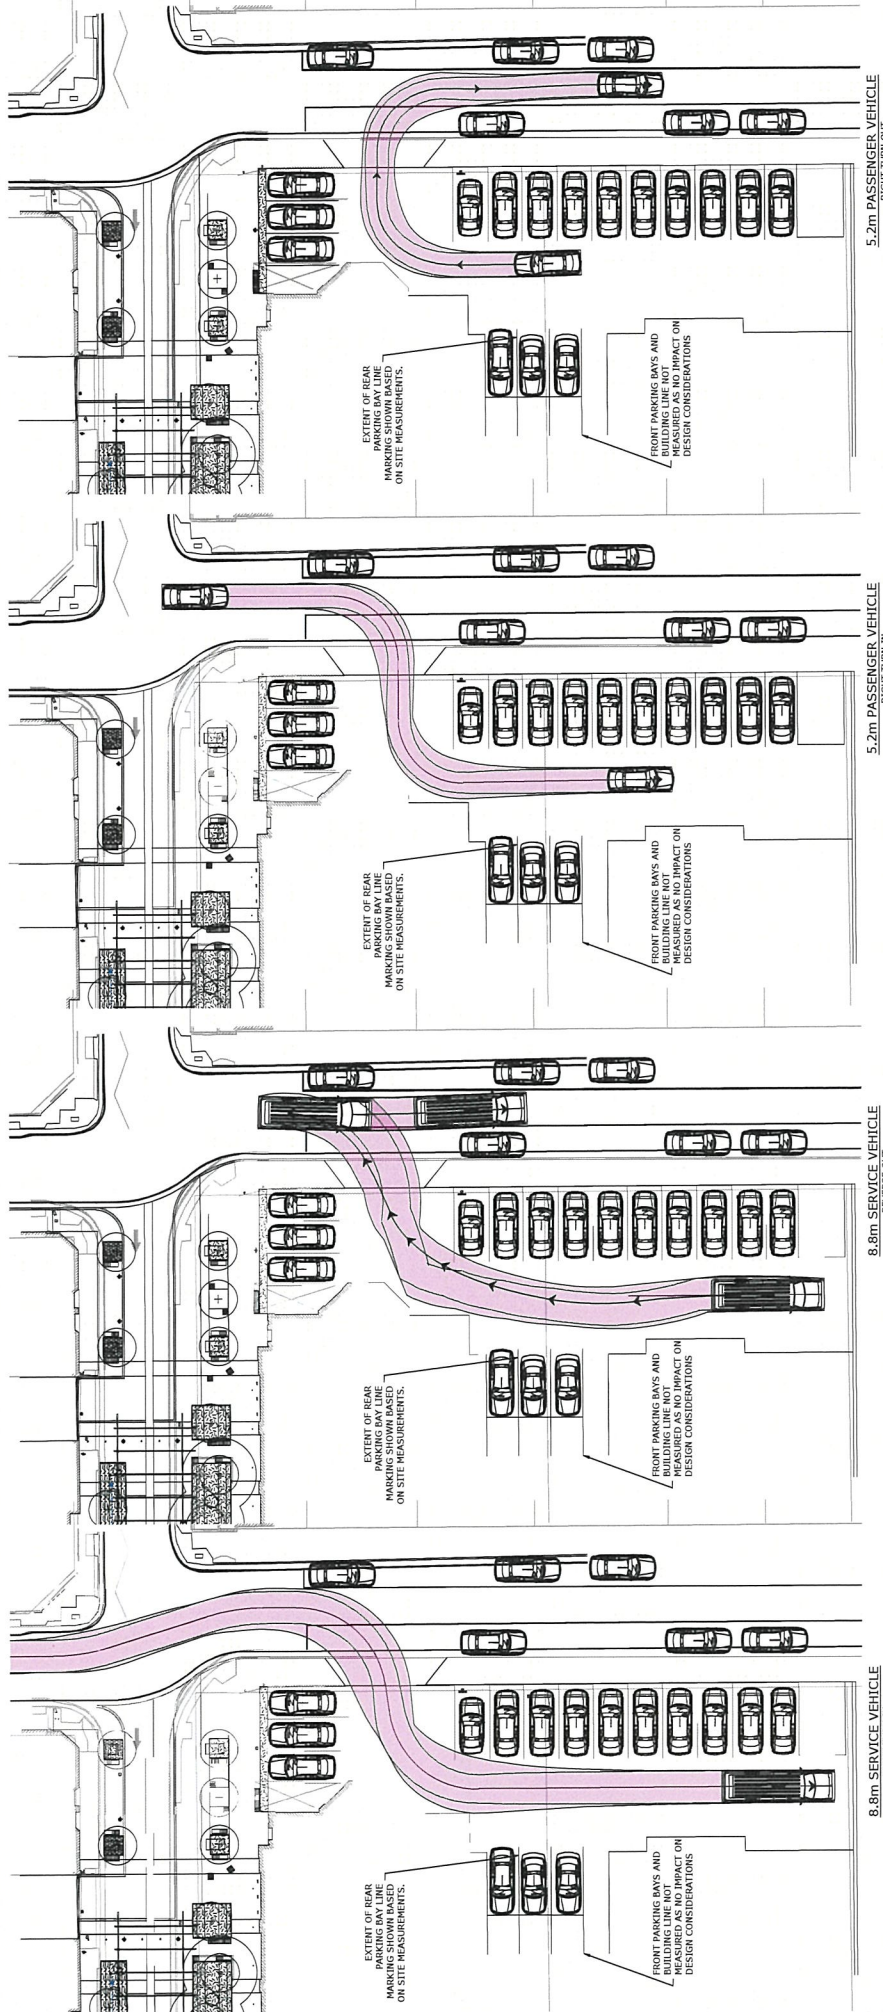 EXTENT OF REAR
PARKING BAY LINE
MARKING SHOWN BASED
ON SITE MEASUREMENTS.
FRONT PARKING BAYS AND
BUILDING LINE NOT
MEASURED AS NO IMPACT ON
DESIGN CONSIDERATIONS
5.2m PASSENGER VEHICLE
EXTENT OF REAR
PARKING BAY LINE
MARKING SHOWN BASED
ON SITE MEASUREMENTS.
FRONT PARKING BAYS AND
BUILDING LINE NOT
MEASURED AS NO IMPACT ON
DESIGN CONSIDERATIONS
5.2m PASSENGER VEHICLE
EXTENT OF REAR
PARKING BAY LINE
MARKING SHOWN BASED
ON SITE MEASUREMENTS.
FRONT PARKING BAYS AND
BUILDING LINE NOT
MEASURED AS NO IMPACT ON
DESIGN CONSIDERATIONS
8.8m SERVICE VEHICLE
EXTENT OF REAR
PARKING BAY LINE
MARKING SHOWN BASED
ON SITE MEASUREMENTS.
FRONT PARKING BAYS AND
BUILDING LINE NOT
MEASURED AS NO IMPACT ON
DESIGN CONSIDERATIONS
8.8m SERVICE VEHICLE